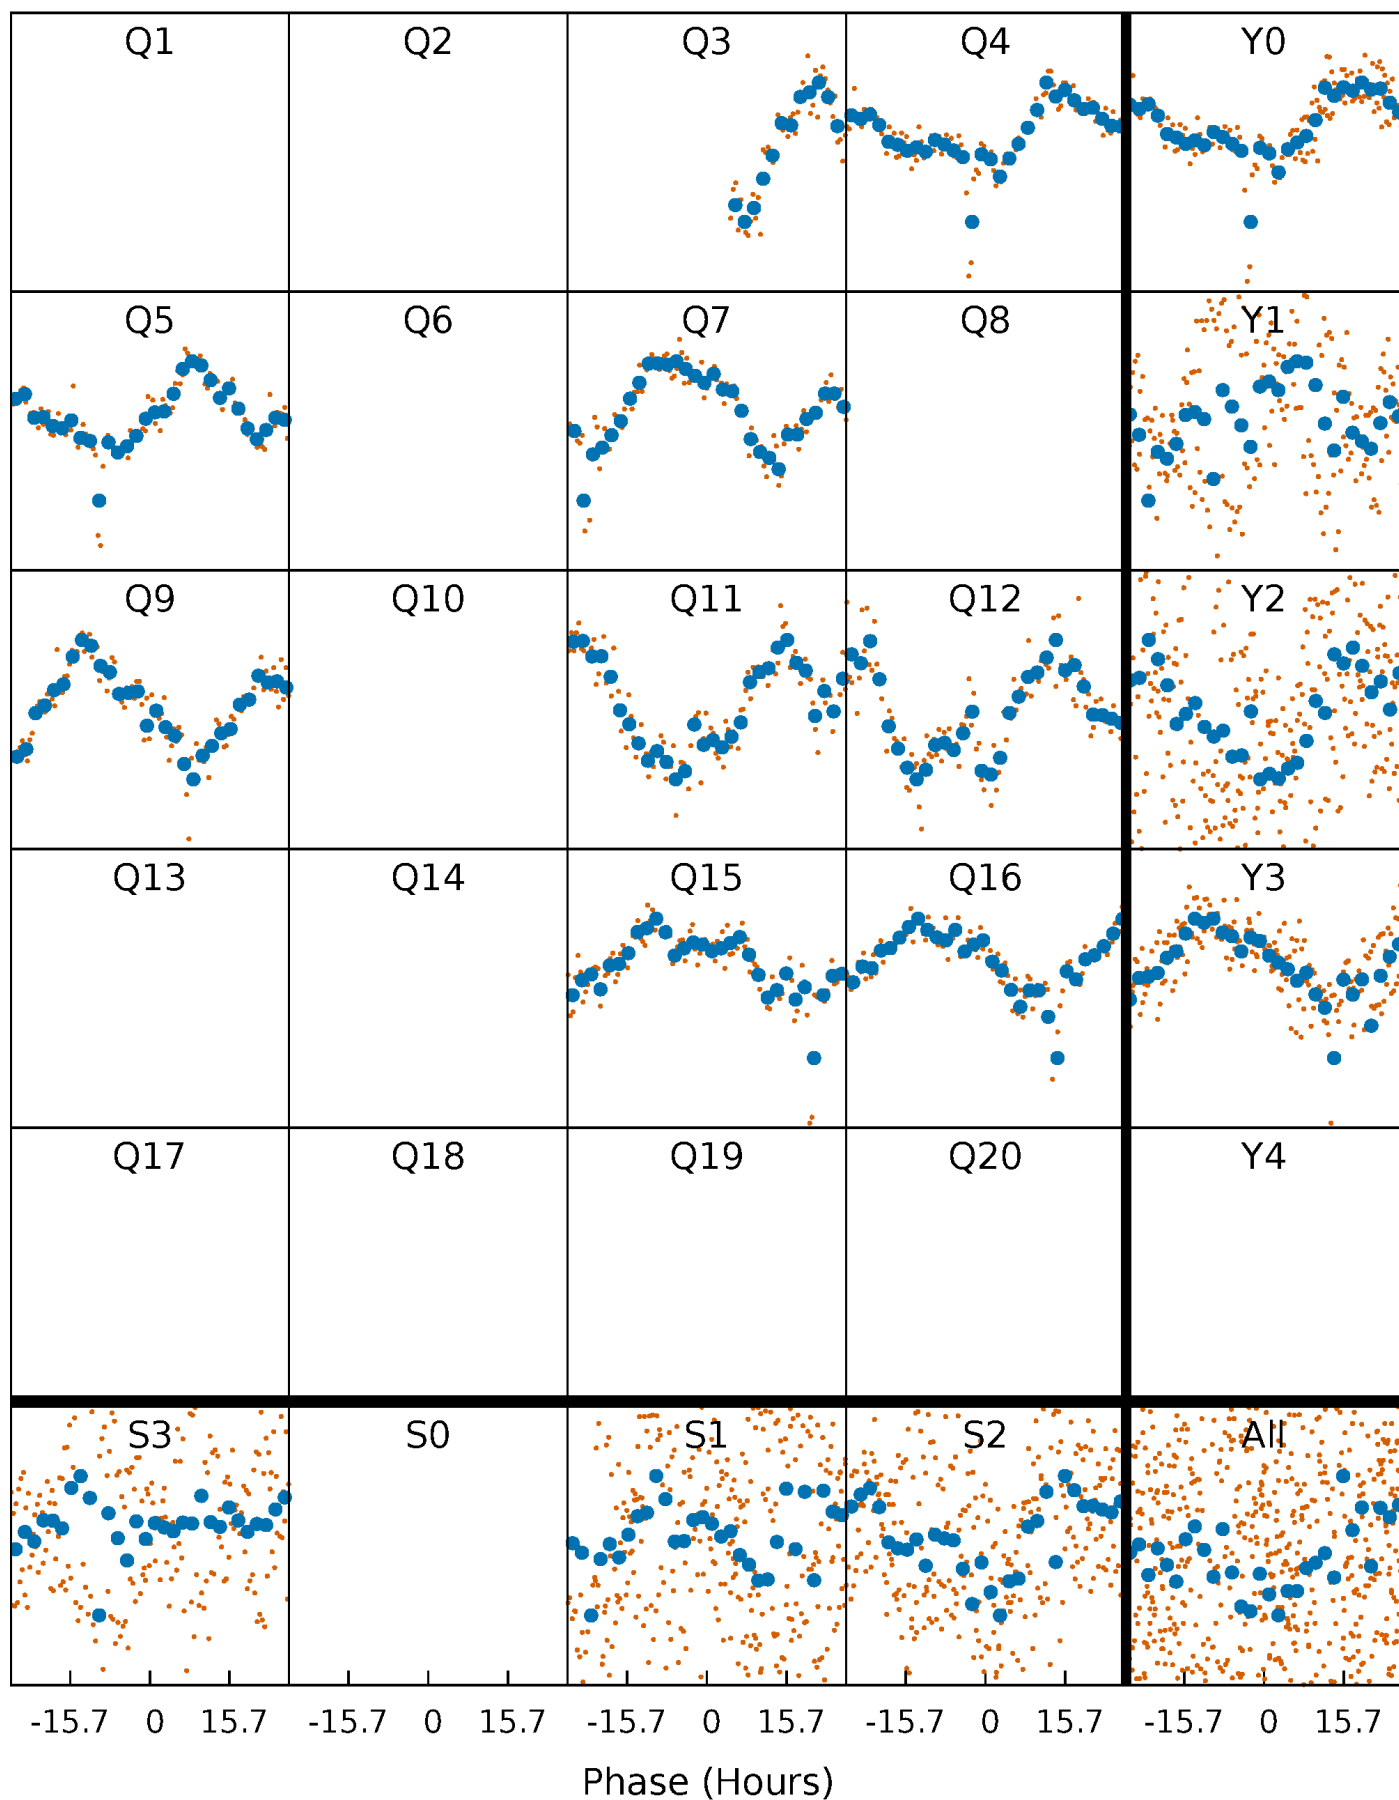 Q1 Q2 Q3 Q4 Y0
Q5 Q6 Q7 Q8 Y1
Q9 Q10 Q11 Q12 Y2
Q13 Q14 Q15 Q16 Y3
Q17 Q18 Q19 Q20 Y4
S3 S0 S1 S2 All
-15.7 0 15.7 -15.7 0 15.7 -15.7 0 15.7 -15.7 0 15.7 -15.7 0 15.7
Phase (Hours)